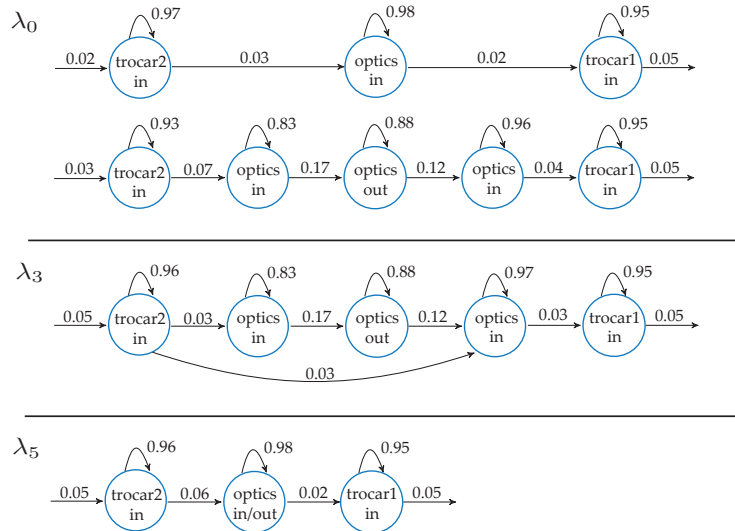 λ0
0.97 0.98 0.95
0.02 trocar2 in 0.03 optics in 0.02 trocar1 in 0.05
0.93 0.83 0.88 0.96 0.95
0.03 trocar2 in 0.07 optics in 0.17 optics out 0.12 optics in 0.04 trocar1 in 0.05
λ3
0.96 0.83 0.88 0.97 0.95
0.05 trocar2 in 0.03 optics in 0.17 optics out 0.12 optics in 0.03 trocar1 in 0.05
0.03
λ5
0.96 0.98 0.95
0.05 trocar2 in 0.06 optics in/out 0.02 trocar1 in 0.05